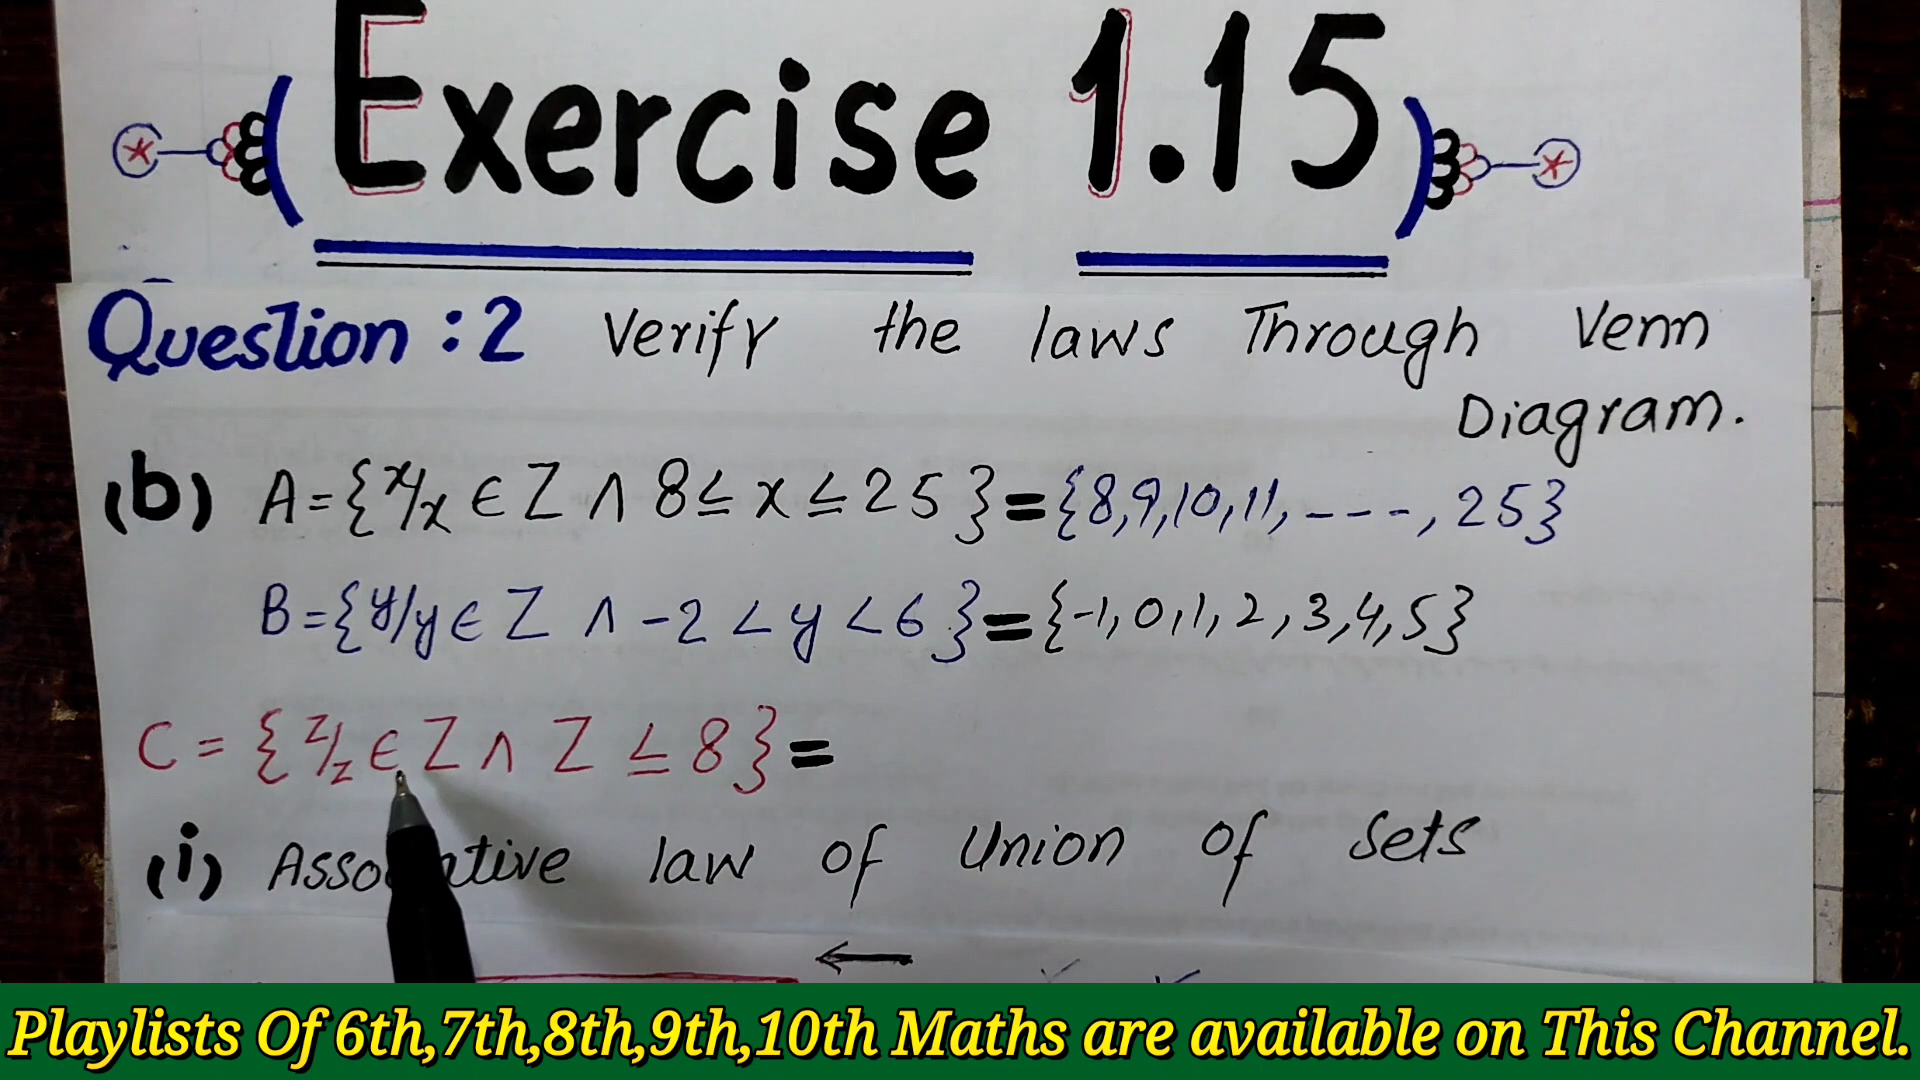 Exercise 1.15
Question : 2 Verify the laws Through Venn
Diagram.
(b) A = {x/x ∈ Z ∧ 8 ≤ x ≤ 25} = {8,9,10,11, ----, 25}
B = {y/y ∈ Z ∧ -2 < y < 6} = {-1,0,1,2,3,4,5}
C = {z/z ∈ Z ∧ Z ≤ 8} =
(i) law of Union of sets
Playlists Of 6th,7th,8th,9th,10th Maths are available on This Channel.